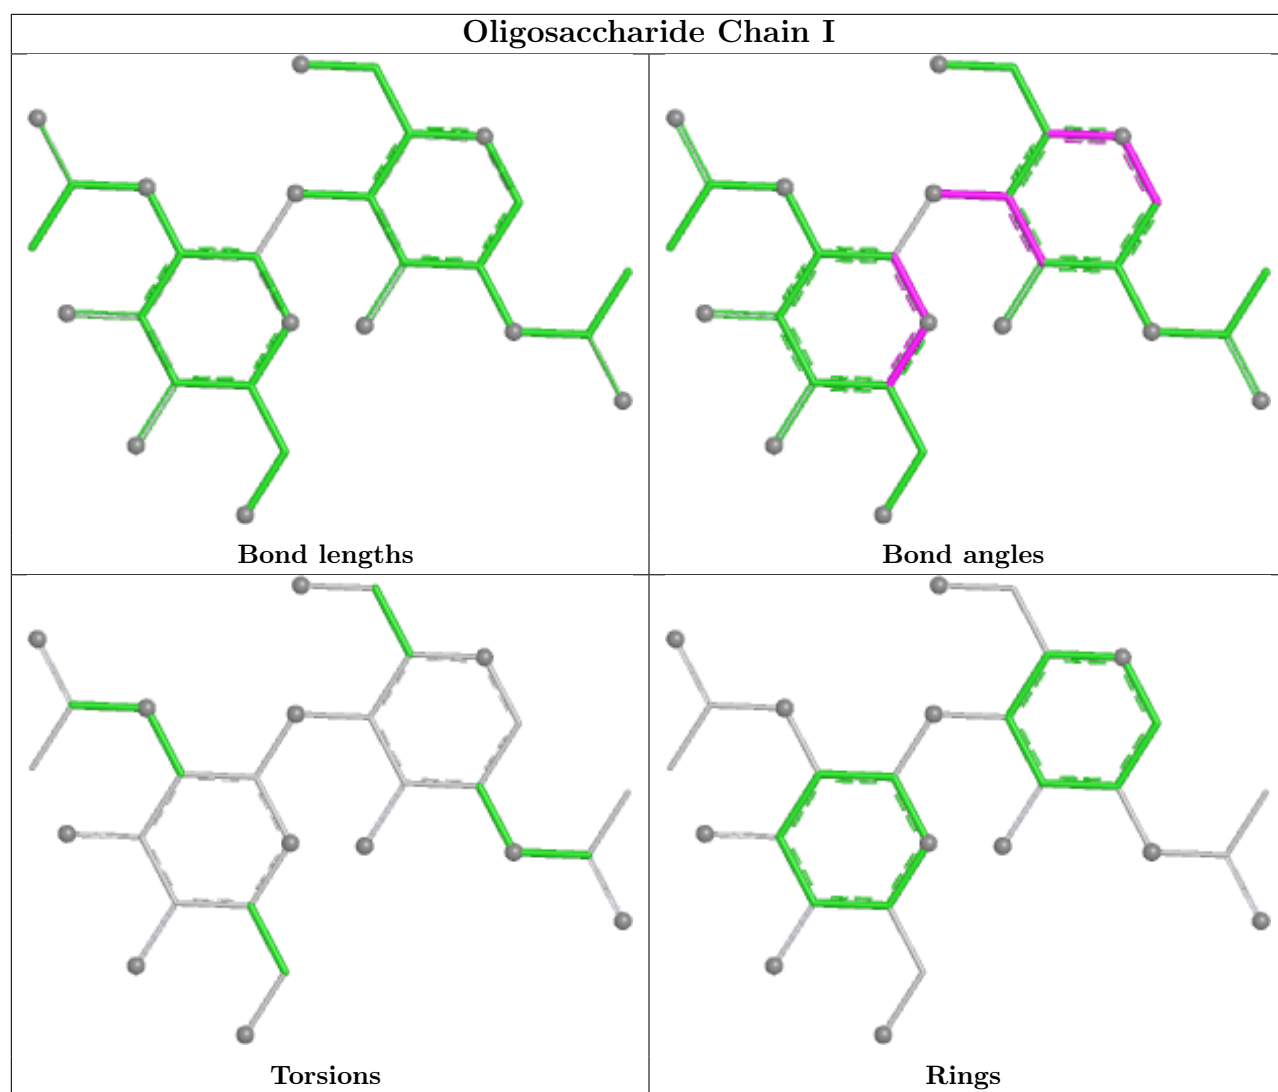 Oligosaccharide Chain I
Bond lengths
Bond angles
Torsions
Rings